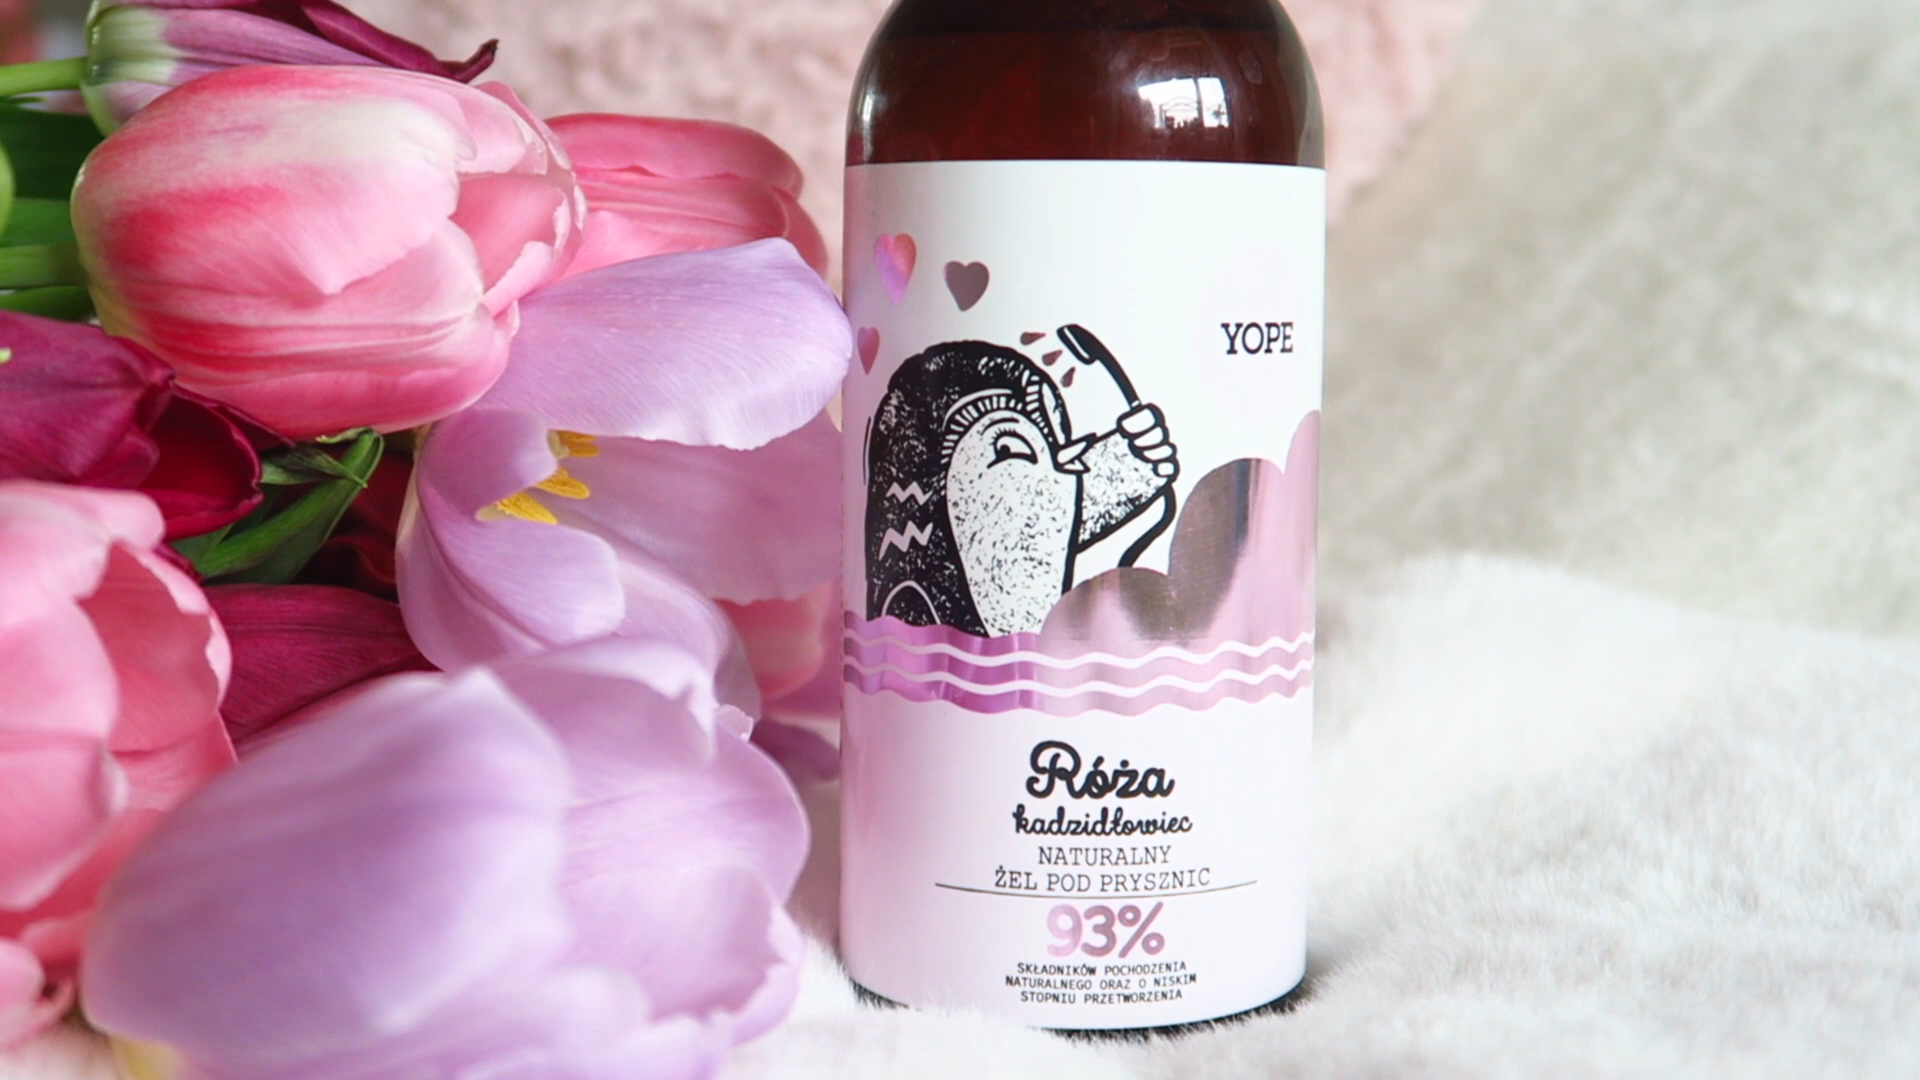 YOPE
Róża
kadzidłowiec
NATURALNY
ŻEL POD PRYSZNIC
93%
SKŁADNIKÓW POCHODZENIA
NATURALNEGO ORAZ O NISKIM
STOPNIU PRZETWORZENIA